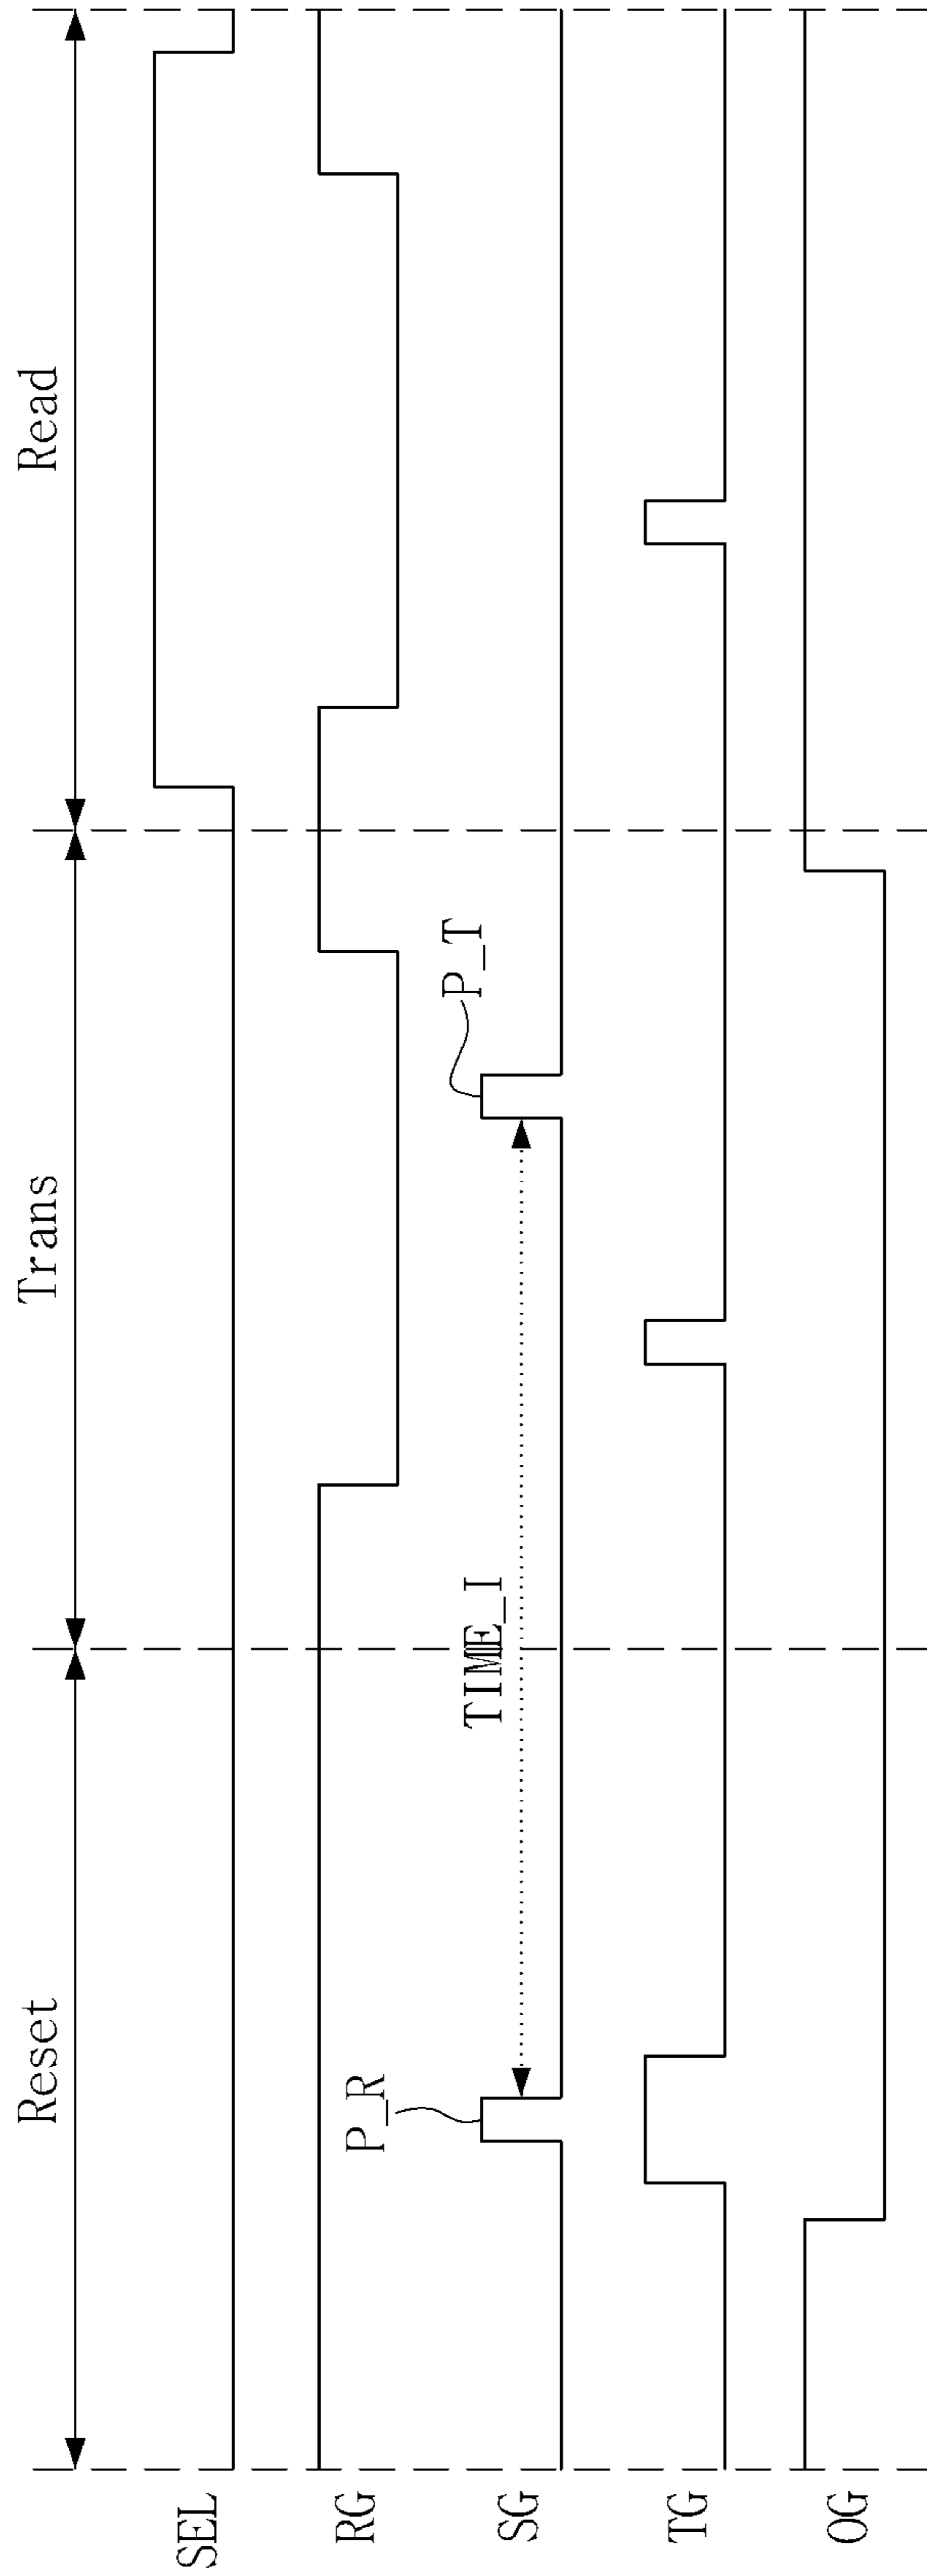 Reset
Trans
Read
SEL
RG
P_R
P_T
TIME_I
SG
TG
OG